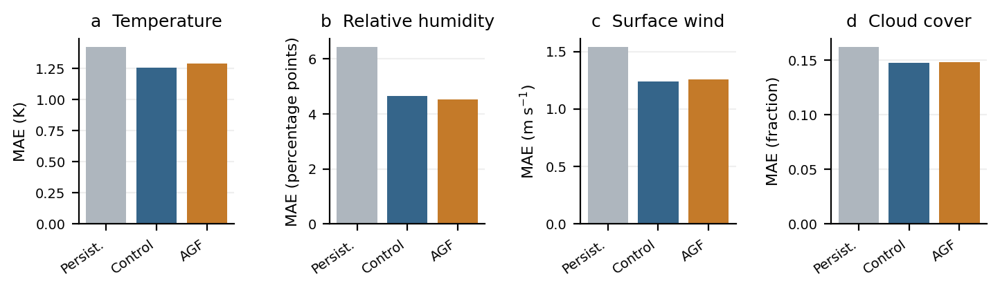 a  Temperature
MAE (K)
1.25
1.00
0.75
0.50
0.25
0.00
Persist.
Control
AGF
b  Relative humidity
MAE (percentage points)
6
4
2
0
Persist.
Control
AGF
c  Surface wind
MAE (m s⁻¹)
1.5
1.0
0.5
0.0
Persist.
Control
AGF
d  Cloud cover
MAE (fraction)
0.15
0.10
0.05
0.00
Persist.
Control
AGF